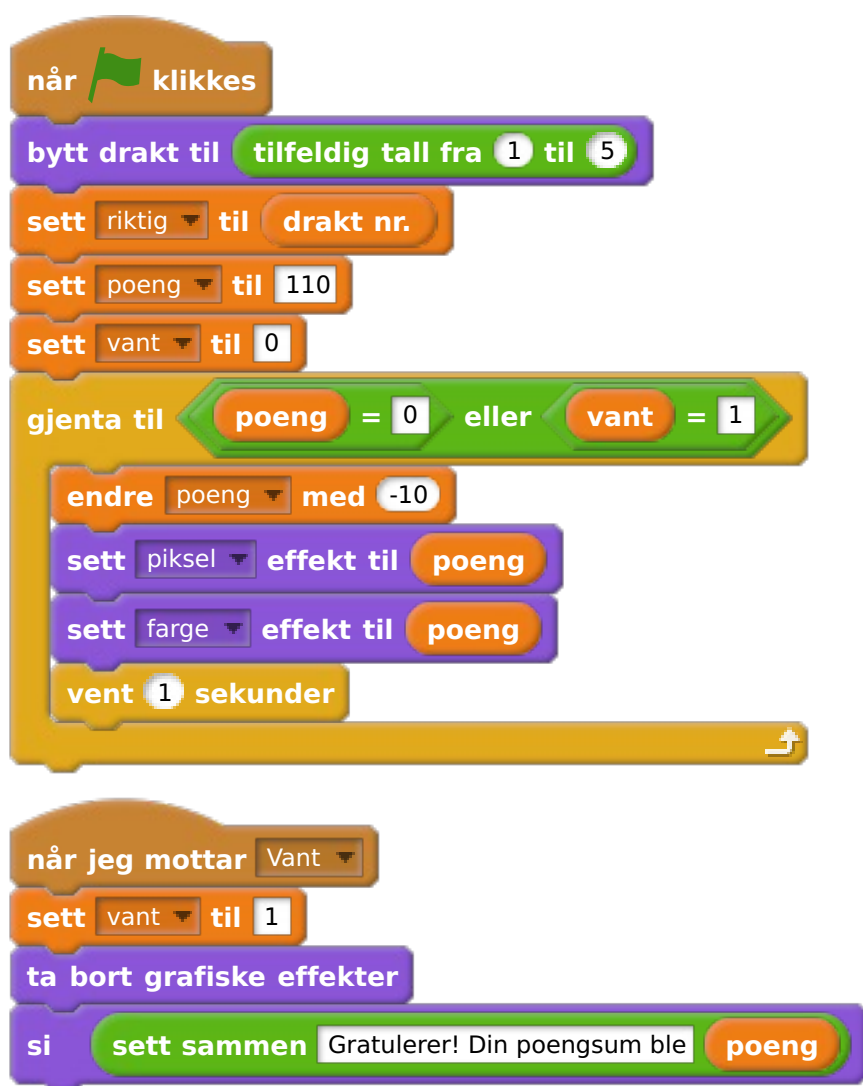 når klikkes
bytt drakt til tilfeldig tall fra 1 til 5
sett riktig til drakt nr.
sett poeng til 110
sett vant til 0
gjenta til poeng = 0 eller vant = 1
endre poeng med -10
sett piksel effekt til poeng
sett farge effekt til poeng
vent 1 sekunder
når jeg mottar Vant
sett vant til 1
ta bort grafiske effekter
si sett sammen Gratulerer! Din poengsum ble poeng